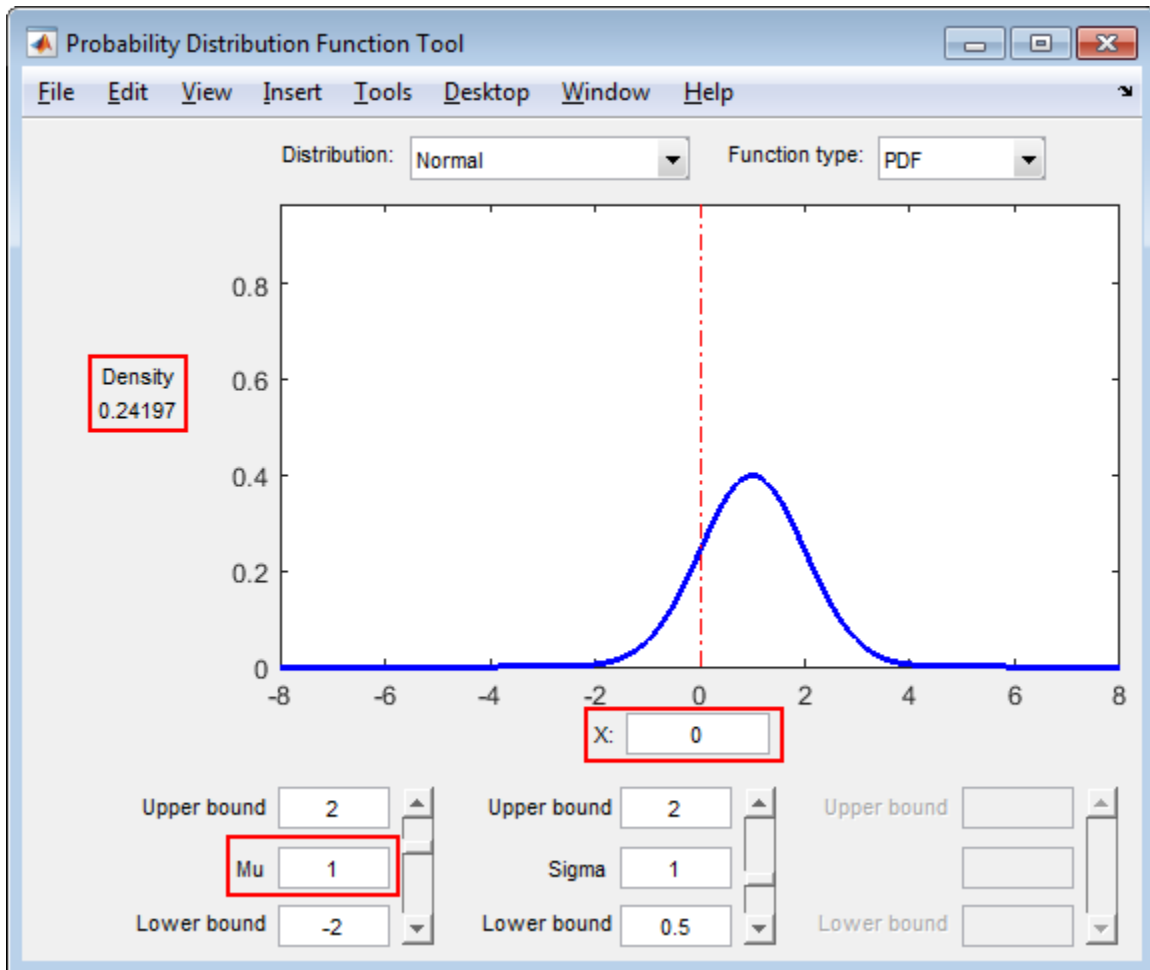 Probability Distribution Function Tool
File Edit View Insert Tools Desktop Window Help
Distribution: Normal Function type: PDF
0.8
Density
0.24197
0.6
0.4
0.2
0
-8 -6 -4 -2 0 2 4 6 8
X: 0
Upper bound 2 Upper bound 2 Upper bound
Mu 1 Sigma 1
Lower bound -2 Lower bound 0.5 Lower bound